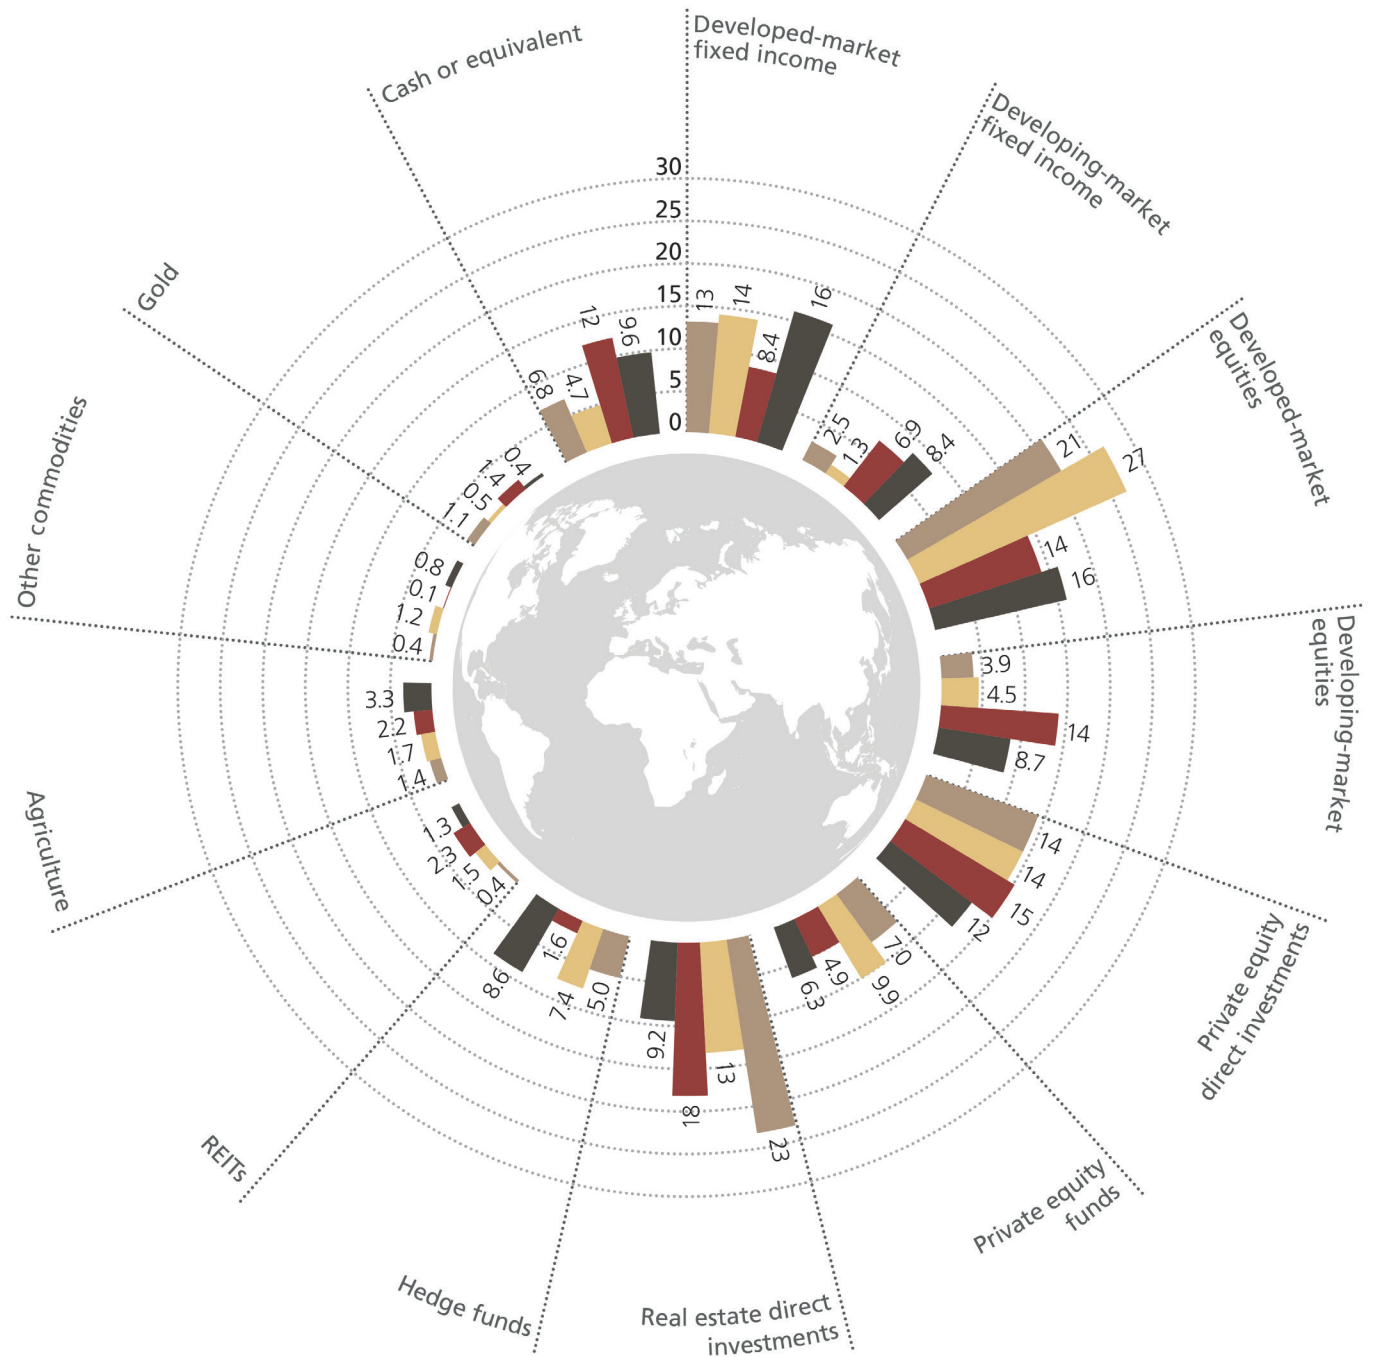 Developed-market
fixed income
13
14
8.4
16
Developing-market
fixed income
2.5
1.3
6.9
8.4
Developed-market
equities
21
27
14
16
Developing-market
equities
3.9
4.5
14
8.7
Private equity
direct investments
14
14
15
12
Private equity
funds
7.0
9.9
4.9
6.3
Real estate direct
investments
23
13
18
9.2
Hedge funds
5.0
7.4
1.6
8.6
REITs
0.4
1.5
2.3
1.3
Agriculture
1.4
1.7
2.2
3.3
Other commodities
0.4
1.2
0.1
0.8
Gold
1.1
0.5
1.4
0.4
Cash or equivalent
6.8
4.7
12
9.6
30
25
20
15
10
5
0